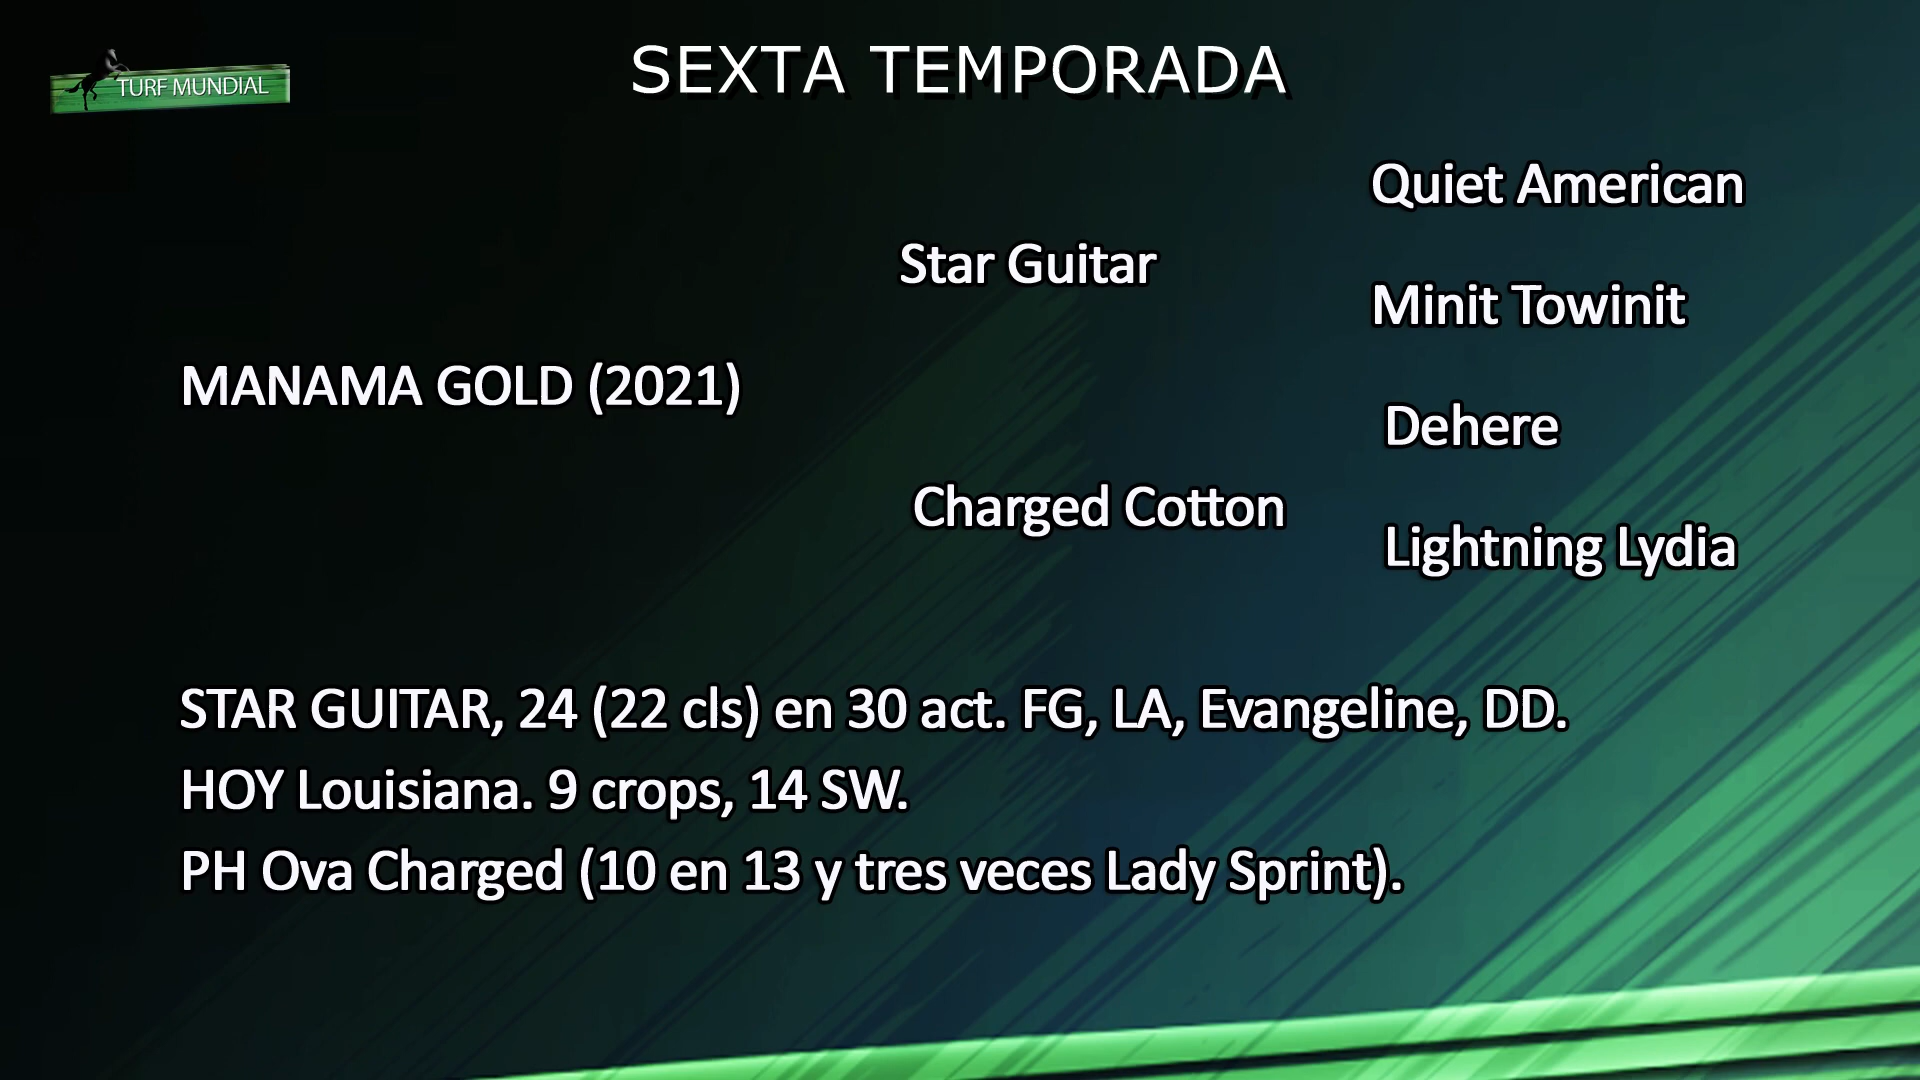 TURF MUNDIAL
SEXTA TEMPORADA
Quiet American
Star Guitar
Minit Towinit
MANAMA GOLD (2021)
Dehere
Charged Cotton
Lightning Lydia
STAR GUITAR, 24 (22 cls) en 30 act. FG, LA, Evangeline, DD.
HOY Louisiana. 9 crops, 14 SW.
PH Ova Charged (10 en 13 y tres veces Lady Sprint).